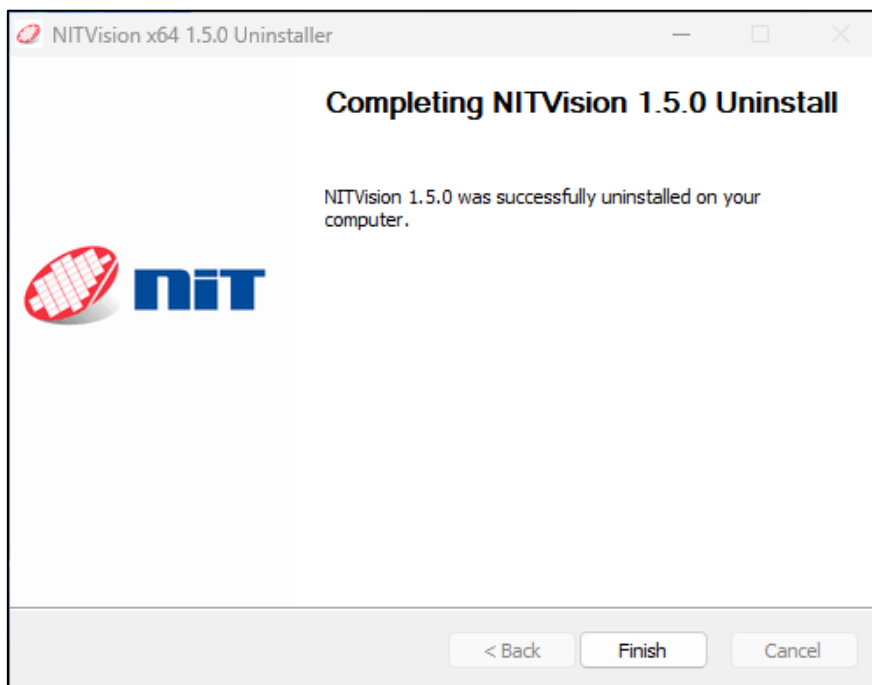 NITVision x64 1.5.0 Uninstaller
Completing NITVision 1.5.0 Uninstall
NITVision 1.5.0 was successfully uninstalled on your
computer.
NiT
< Back
Finish
Cancel